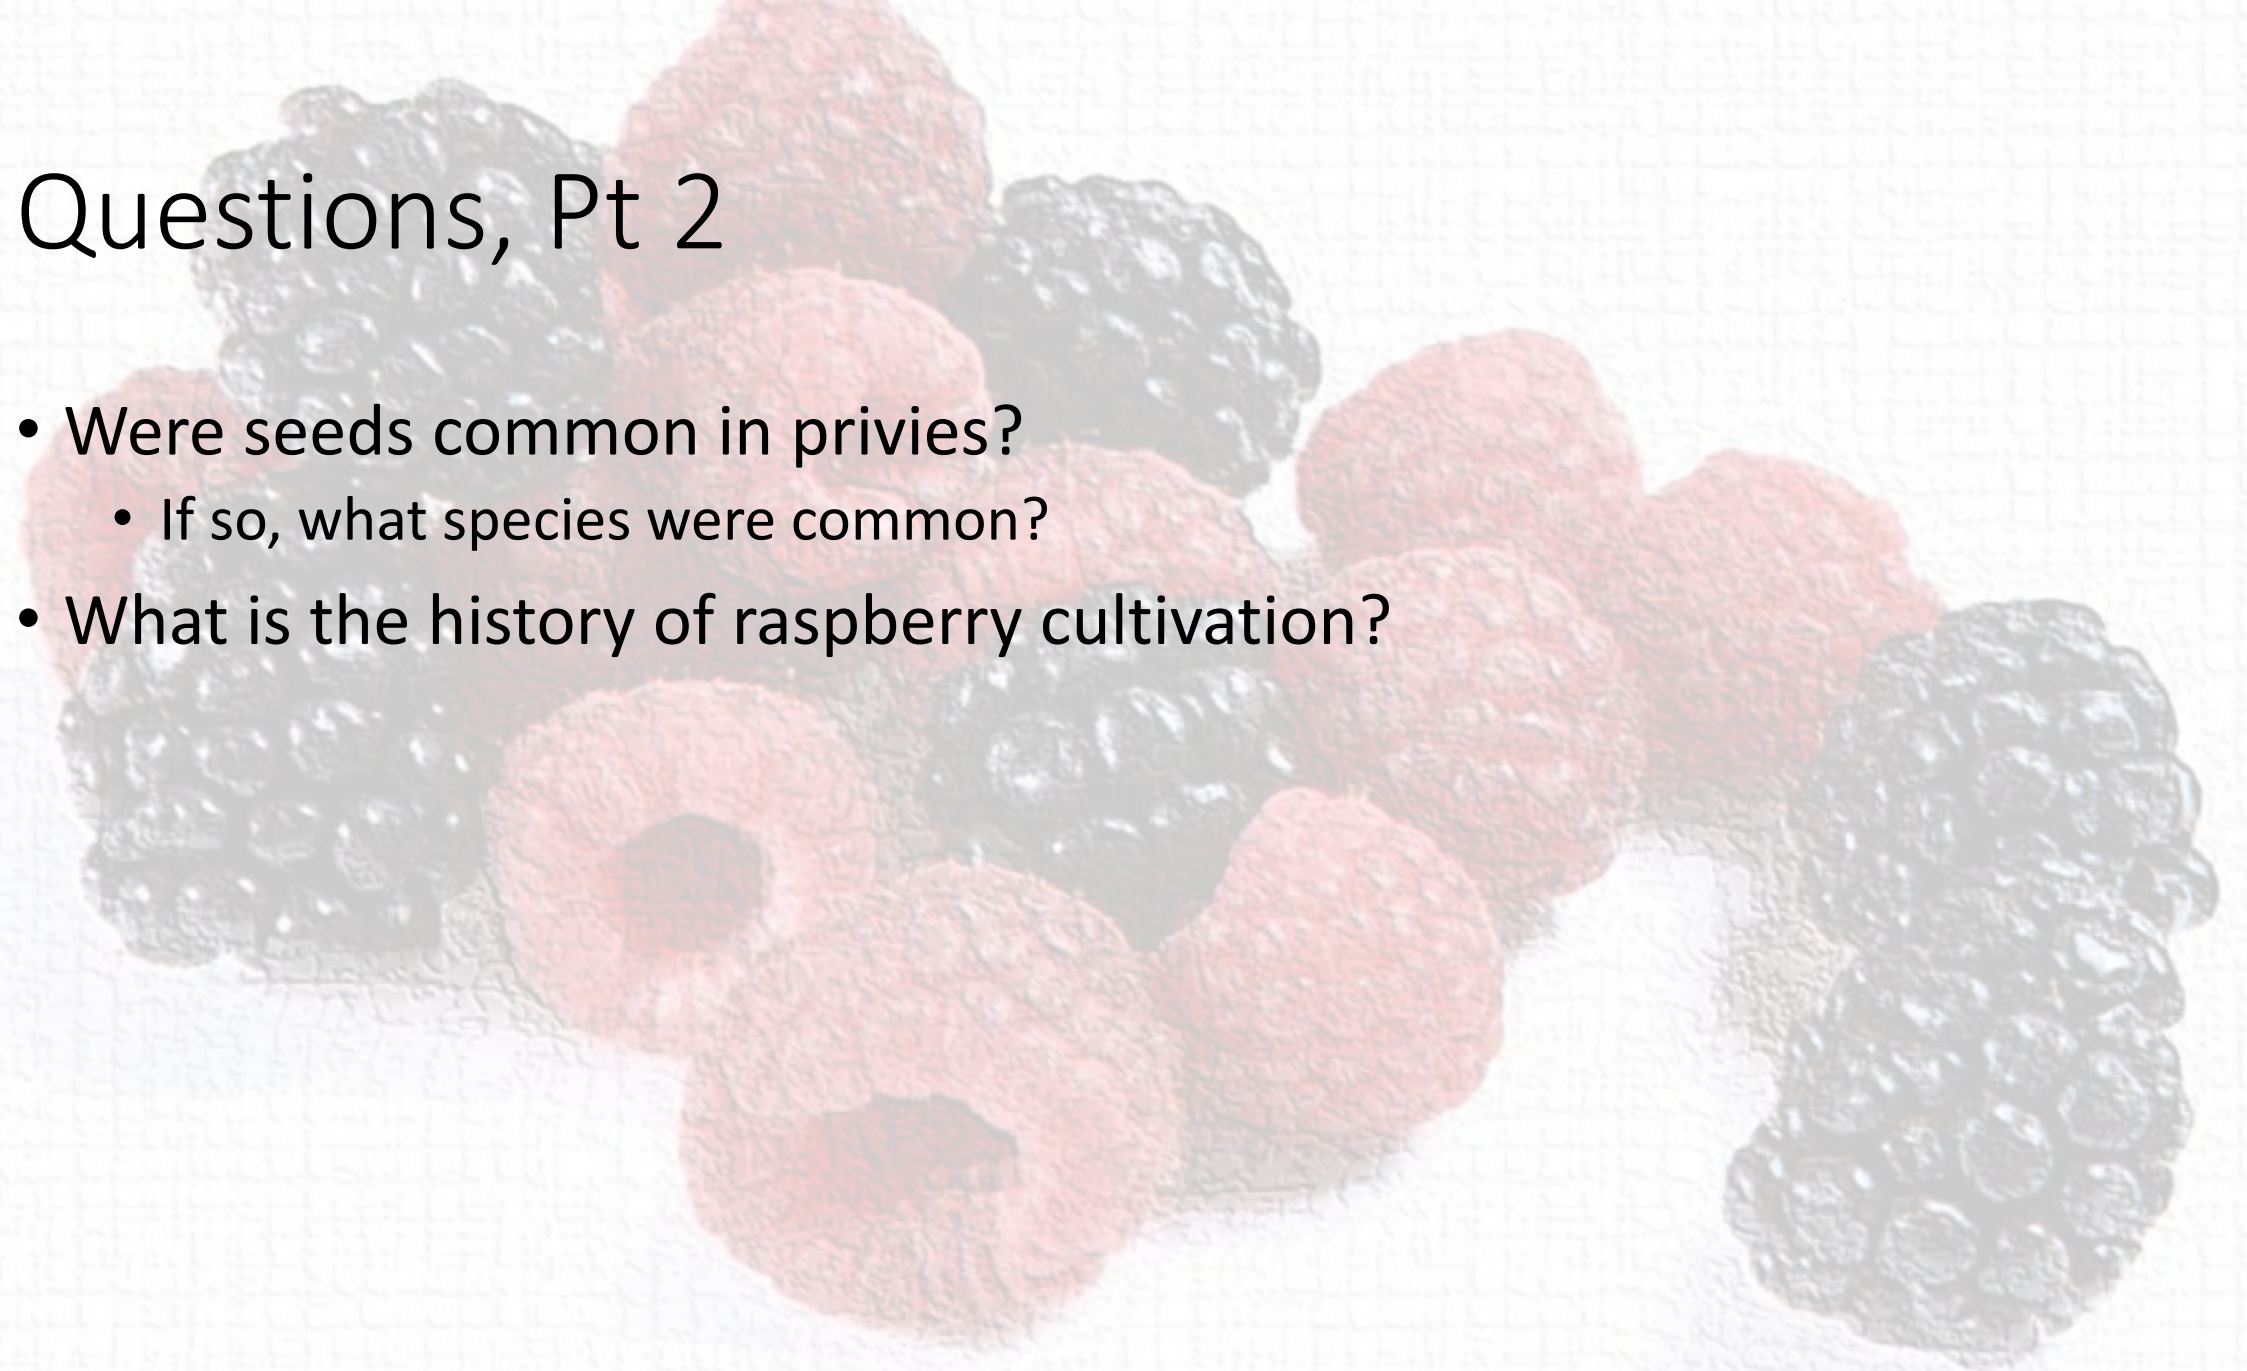 Questions, Pt 2
• Were seeds common in privies?
• If so, what species were common?
• What is the history of raspberry cultivation?